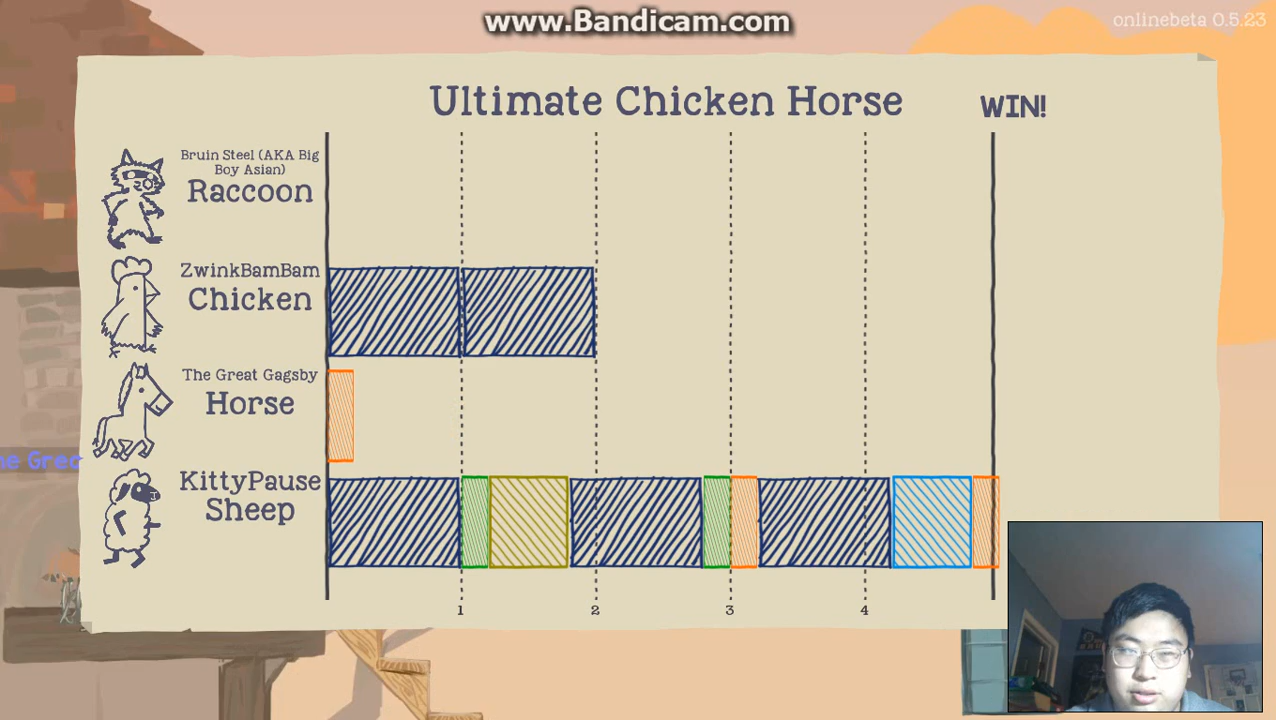 www.Bandicam.com
onlinebeta 0.5.23
Ultimate Chicken Horse
WIN!
Bruin Steel (AKA Big
Boy Asian)
Raccoon
ZwinkBamBam
Chicken
The Great Gagsby
Horse
KittyPause
Sheep
1 2 3 4